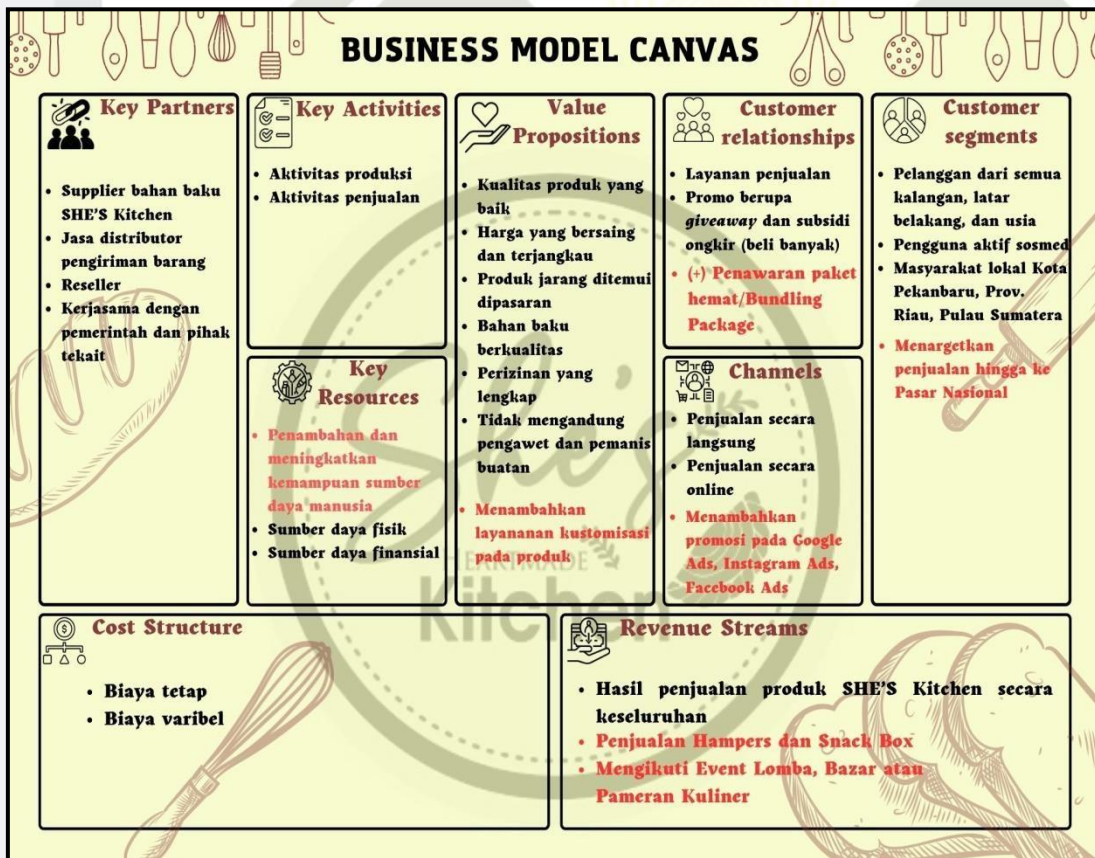 BUSINESS MODEL CANVAS
Key Partners
• Supplier bahan baku
SHE'S Kitchen
• Jasa distributor
pengiriman barang
• Reseller
• Kerjasama dengan
pemerintah dan pihak
tekait
Key Activities
• Aktivitas produksi
• Aktivitas penjualan
Key
Resources
• Penambahan dan
meningkatkan
kemampuan sumber
daya manusia
• Sumber daya fisik
• Sumber daya finansial
Value
Propositions
• Kualitas produk yang
baik
• Harga yang bersaing
dan terjangkau
• Produk jarang ditemui
dipasaran
• Bahan baku
berkualitas
• Perizinan yang
lengkap
• Tidak mengandung
pengawet dan pemanis
buatan
• Menambahkan
layananan kustomisasi
pada produk
Customer
relationships
• Layanan penjualan
• Promo berupa
giveaway dan subsidi
ongkir (beli banyak)
• (+) Penawaran paket
hemat/Bundling
Package
Channels
• Penjualan secara
langsung
• Penjualan secara
online
• Menambahkan
promosi pada Google
Ads, Instagram Ads,
Facebook Ads
Customer
segments
• Pelanggan dari semua
kalangan, latar
belakang, dan usia
• Pengguna aktif sosmed
• Masyarakat lokal Kota
Pekanbaru, Prov.
Riau, Pulau Sumatera
• Menargetkan
penjualan hingga ke
Pasar Nasional
Cost Structure
• Biaya tetap
• Biaya varibel
Revenue Streams
• Hasil penjualan produk SHE'S Kitchen secara
keseluruhan
• Penjualan Hampers dan Snack Box
• Mengikuti Event Lomba, Bazar atau
Pameran Kuliner
She's
HEARTMADE
Kitchen